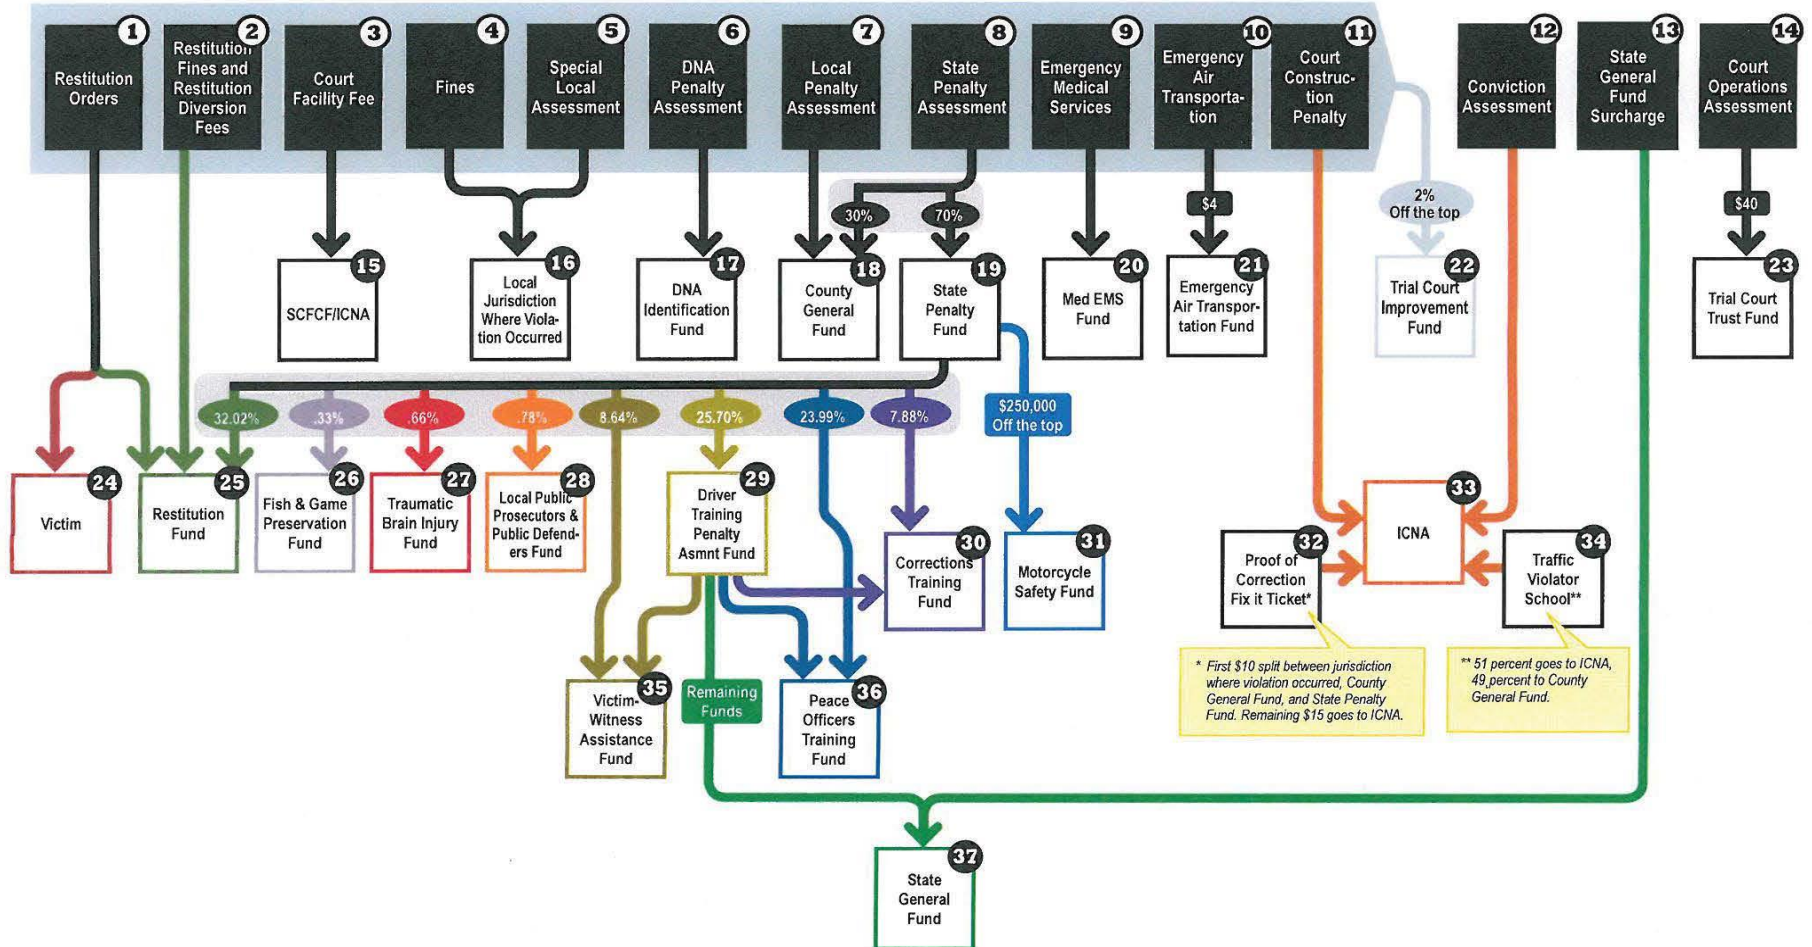 1
Restitution
Orders
2
Restitution
Fines and
Restitution
Diversion
Fees
3
Court
Facility Fee
4
Fines
5
Special
Local
Assessment
6
DNA
Penalty
Assessment
7
Local
Penalty
Assessment
8
State
Penalty
Assessment
9
Emergency
Medical
Services
10
Emergency
Air
Transporta-
tion
11
Court
Construc-
tion
Penalty
12
Conviction
Assessment
13
State
General
Fund
Surcharge
14
Court
Operations
Assessment
30%
70%
$4
2%
Off the top
$40
15
SCFCF/ICNA
16
Local
Jurisdiction
Where Viola-
tion Occurred
17
DNA
Identification
Fund
18
County
General
Fund
19
State
Penalty
Fund
20
Med EMS
Fund
21
Emergency
Air Transpor-
tation Fund
22
Trial Court
Improvement
Fund
23
Trial Court
Trust Fund
32.02%
.33%
.66%
.78%
8.64%
25.70%
23.99%
7.88%
$250,000
Off the top
24
Victim
25
Restitution
Fund
26
Fish & Game
Preservation
Fund
27
Traumatic
Brain Injury
Fund
28
Local Public
Prosecutors &
Public Defend-
ers Fund
29
Driver
Training
Penalty
Asmnt Fund
30
Corrections
Training
Fund
31
Motorcycle
Safety Fund
32
Proof of
Correction
Fix it Ticket*
33
ICNA
34
Traffic
Violator
School**
* First $10 split between jurisdiction
where violation occurred, County
General Fund, and State Penalty
Fund. Remaining $15 goes to ICNA.
** 51 percent goes to ICNA,
49 percent to County
General Fund.
35
Victim-
Witness
Assistance
Fund
Remaining
Funds
36
Peace
Officers
Training
Fund
37
State
General
Fund